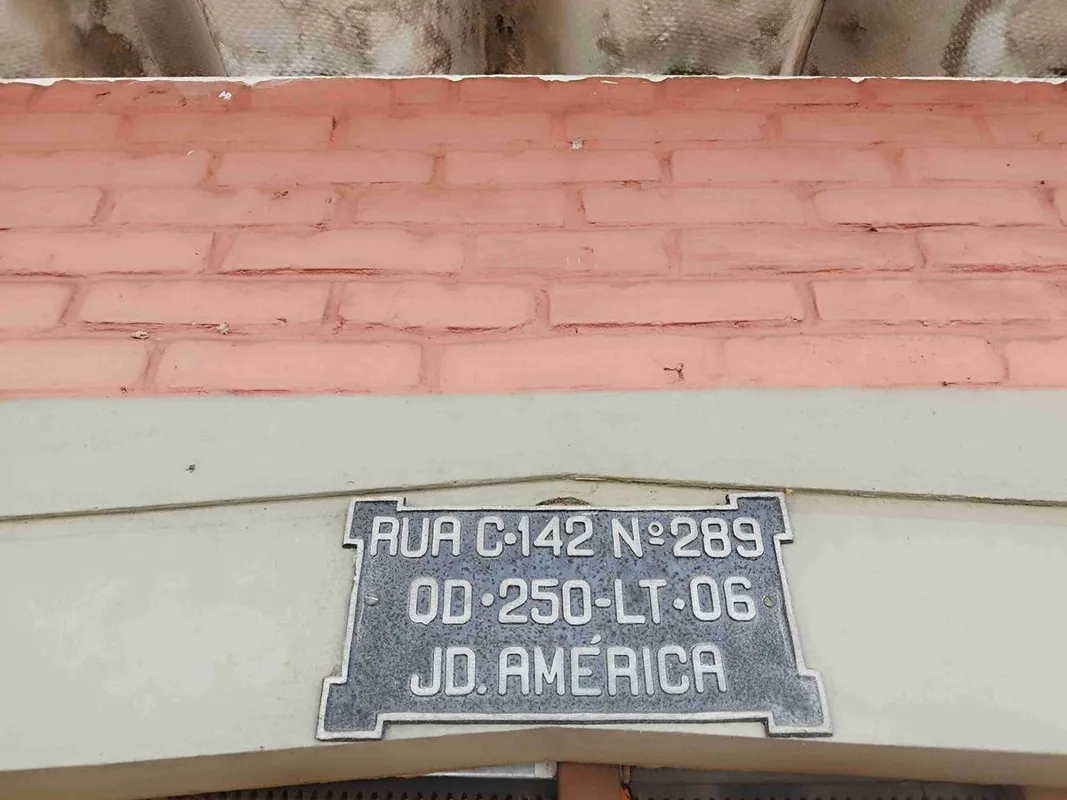 RUA C·142 Nº 289
QD·250-LT·06
JD. AMÉRICA